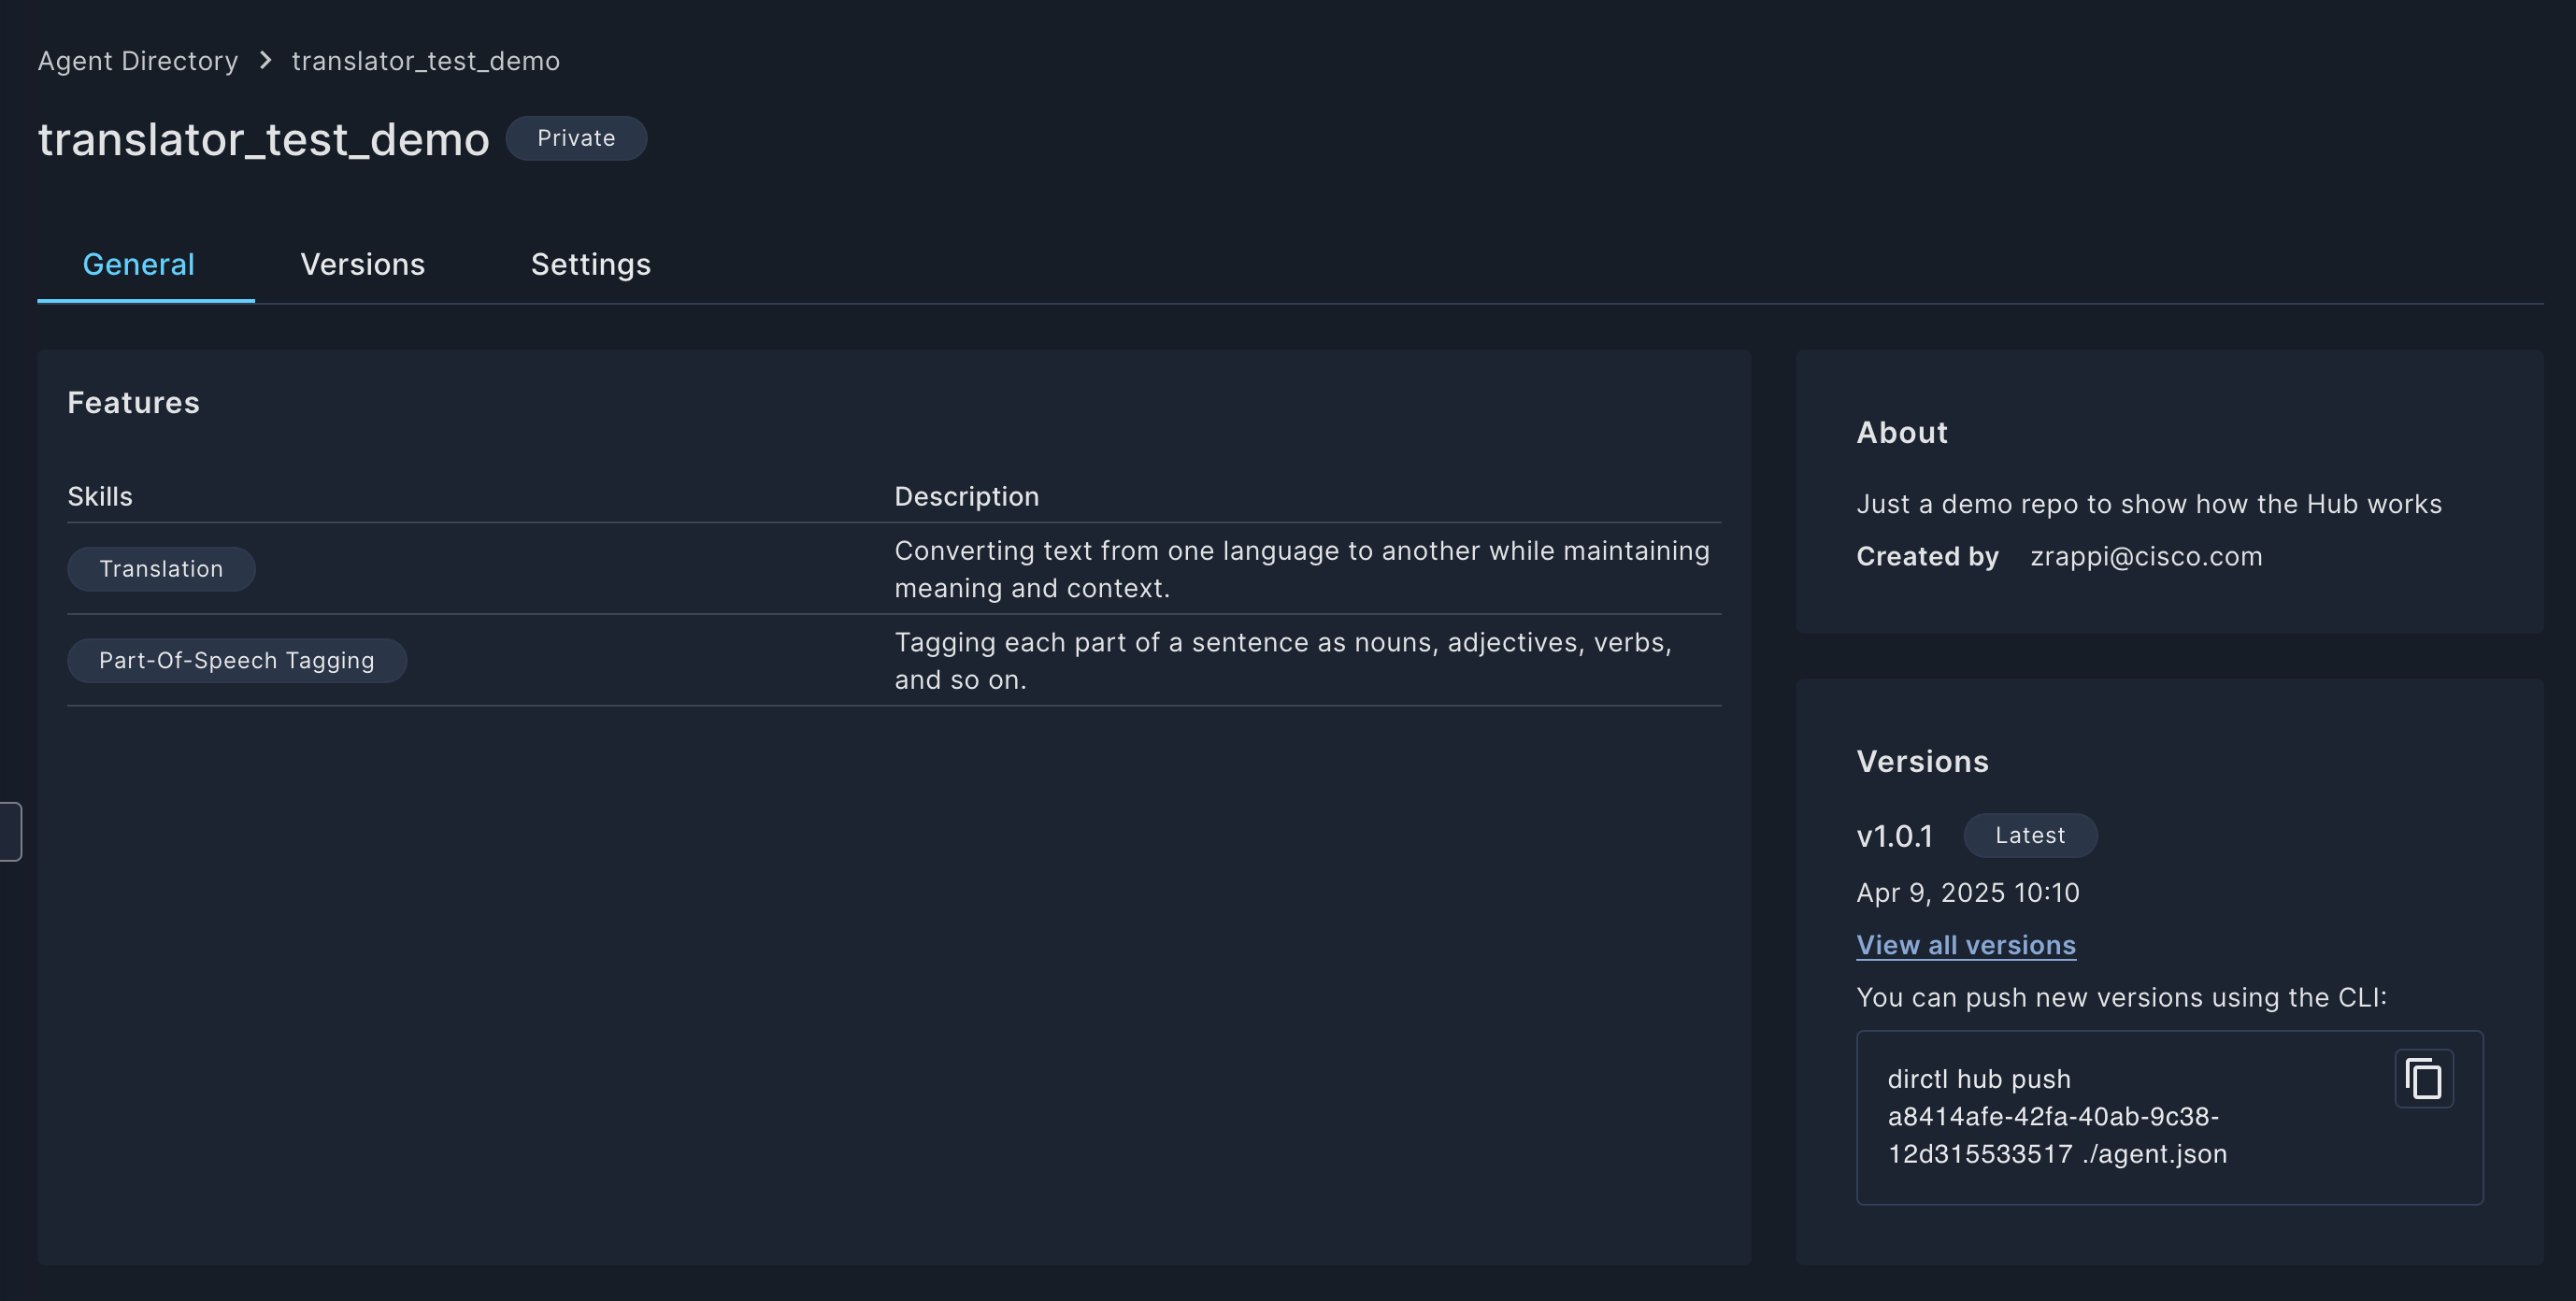 Agent Directory > translator_test_demo
translator_test_demo Private
General Versions Settings
Features
Skills Description
Translation
Converting text from one language to another while maintaining
meaning and context.
Part-Of-Speech Tagging
Tagging each part of a sentence as nouns, adjectives, verbs,
and so on.
About
Just a demo repo to show how the Hub works
Created by zrappi@cisco.com
Versions
v1.0.1 Latest
Apr 9, 2025 10:10
View all versions
You can push new versions using the CLI:
dirctl hub push
a8414afe-42fa-40ab-9c38-
12d315533517 ./agent.json